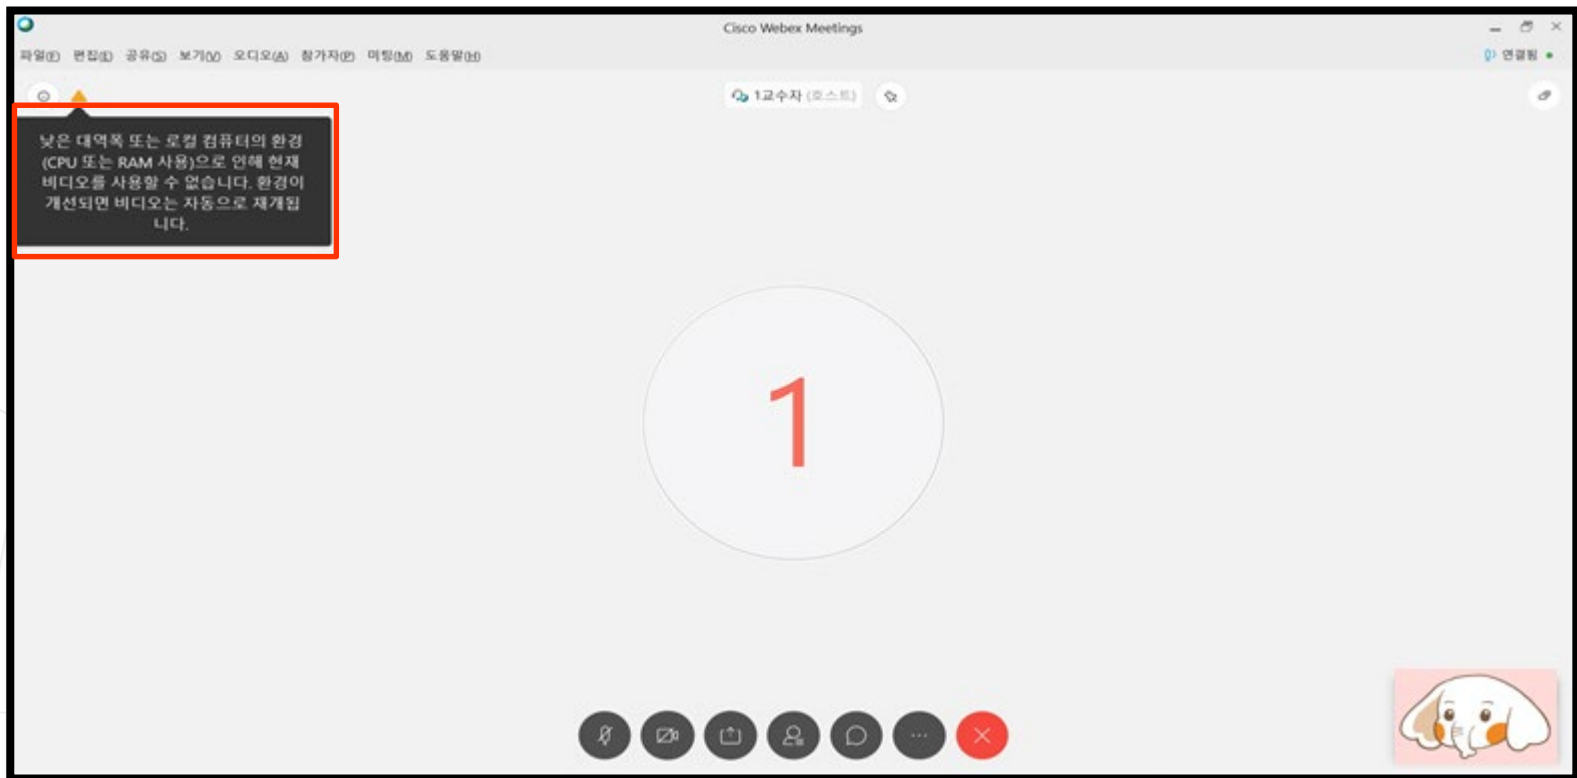 Cisco Webex Meetings
파일(F) 편집(E) 공유(S) 보기(V) 오디오(A) 참가자(P) 미팅(M) 도움말(H)
연결됨
1교수자 (호스트)
낮은 대역폭 또는 로컬 컴퓨터의 환경
(CPU 또는 RAM 사용)으로 인해 현재
비디오를 사용할 수 없습니다. 환경이
개선되면 비디오는 자동으로 재개됩
니다.
1